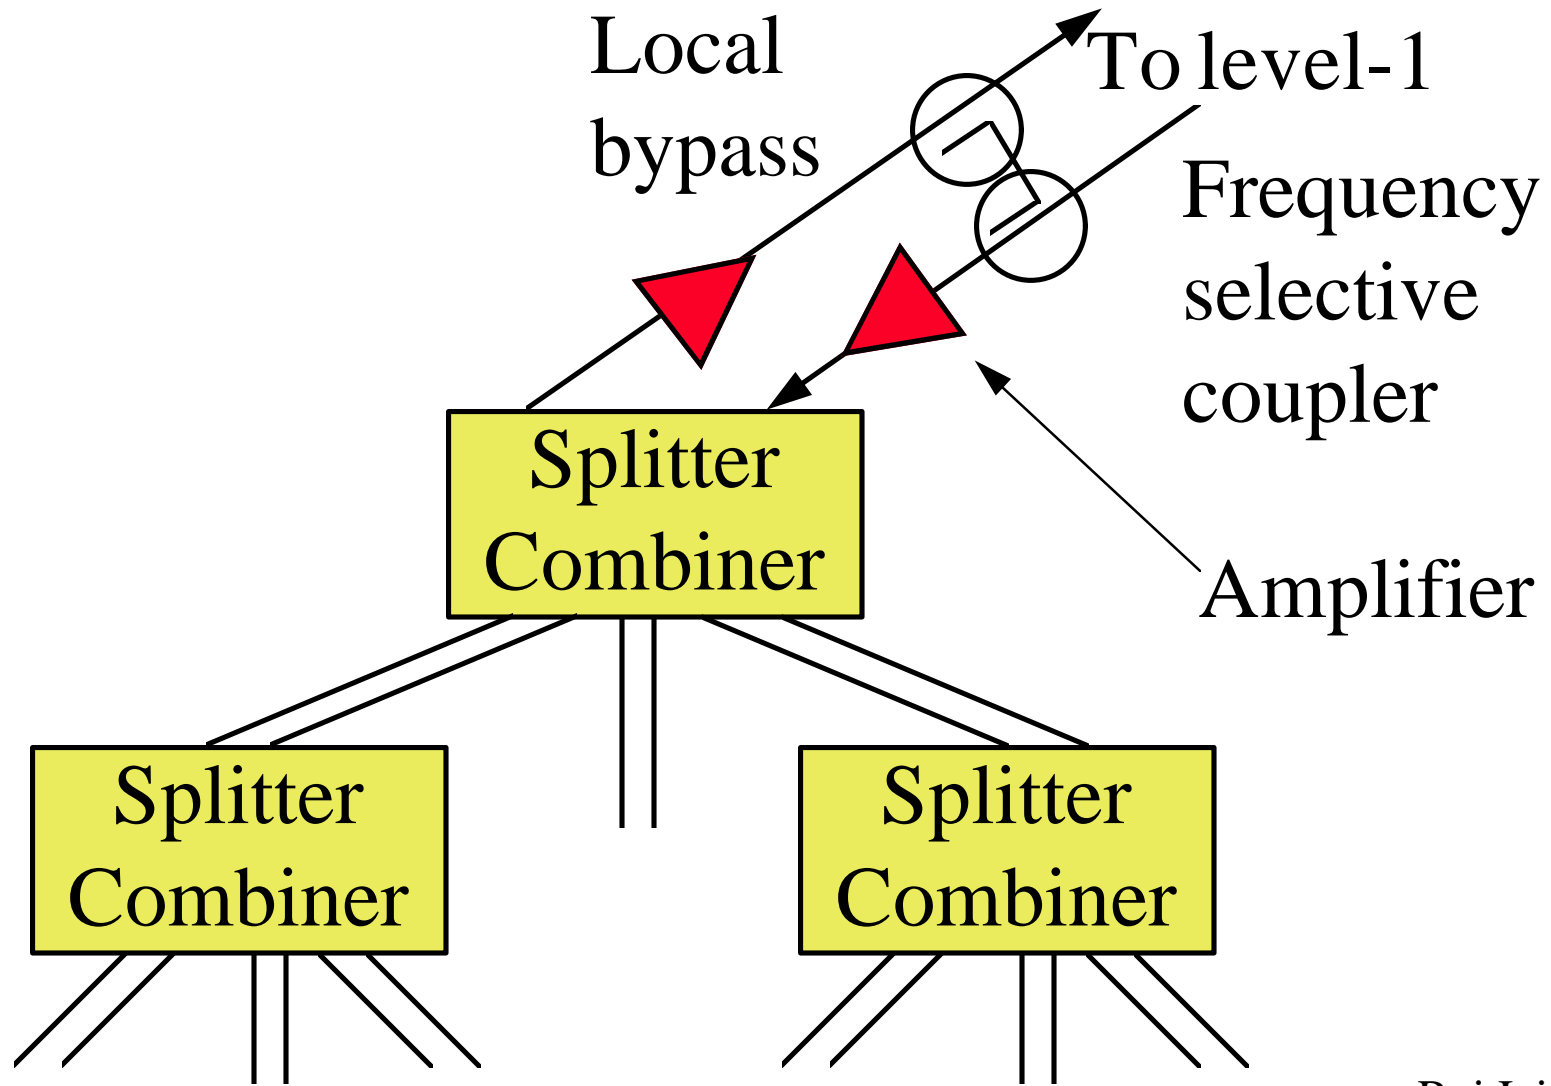 Local
bypass
To level-1
Frequency
selective
coupler
Splitter
Combiner
Amplifier
Splitter
Combiner
Splitter
Combiner